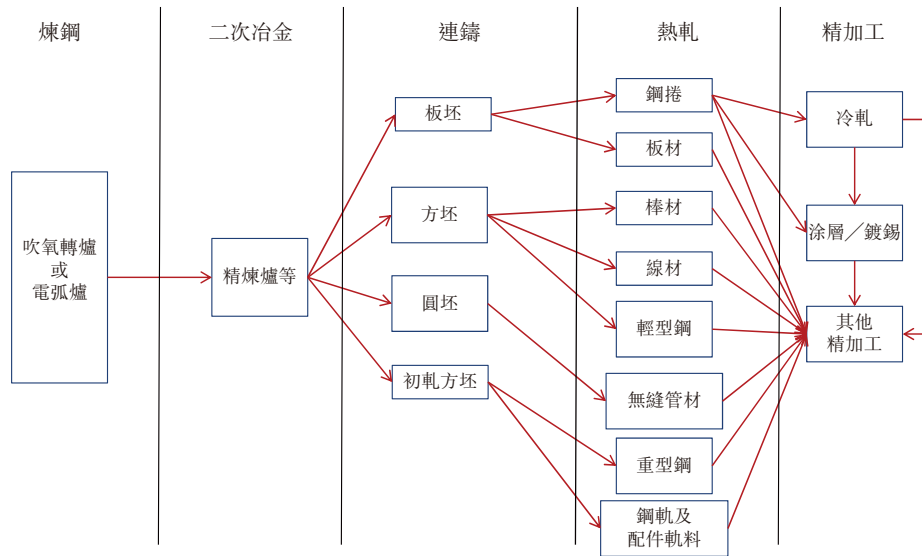 煉鋼
二次冶金
連鑄
熱軋
精加工
吹氧轉爐
或
電弧爐
精煉爐等
板坯
方坯
圓坯
初軋方坯
鋼捲
板材
棒材
線材
輕型鋼
無縫管材
重型鋼
鋼軌及
配件軌料
冷軋
涂層／鍍錫
其他
精加工